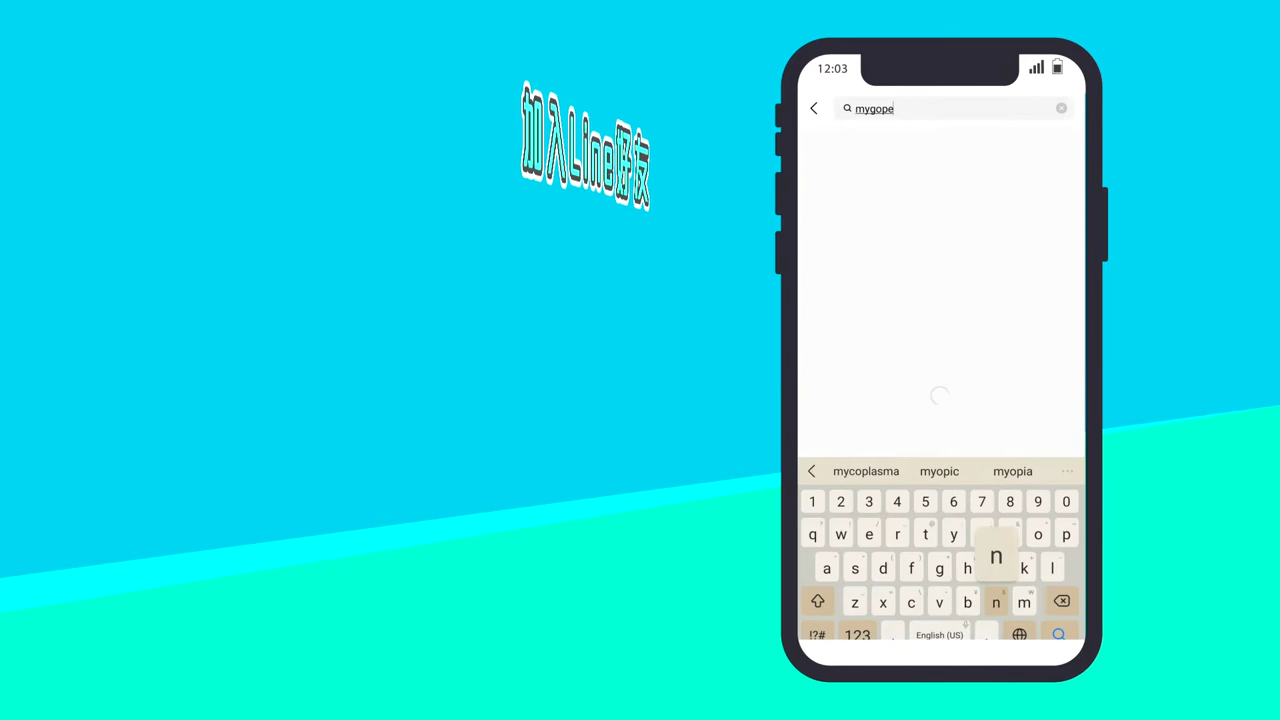 加入Line好友
12:03
mygope
mycoplasma myopic myopia ...
1 2 3 4 5 6 7 8 9 0
q w e r t y o p
n
a s d f g h k l
z x c v b n m
!?# 123 , English (US) .